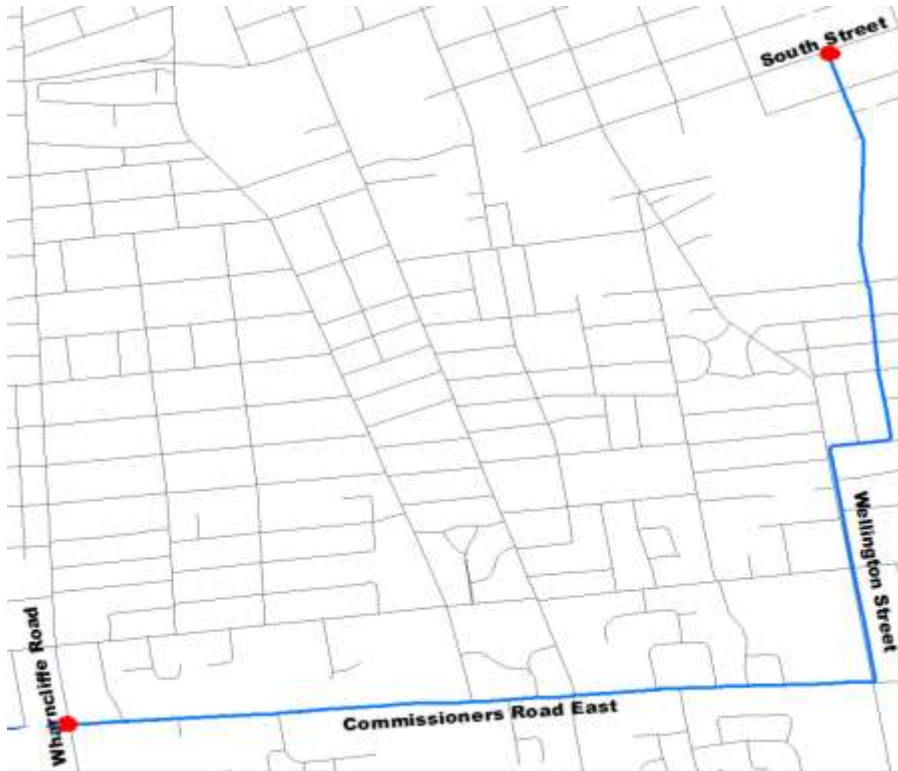 South Street
Wellington Street
Wharncliffe Road
Commissioners Road East